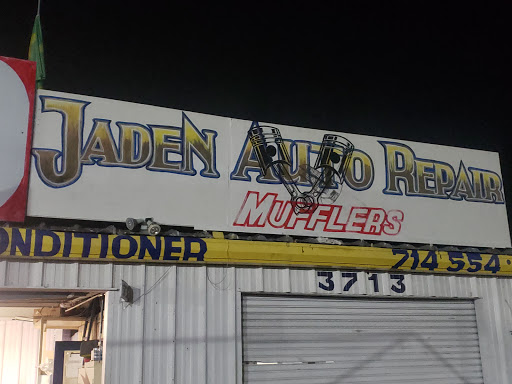 JADEN AUTO REPAIR
MUFFLERS
ONDITIONER 714 554
3713